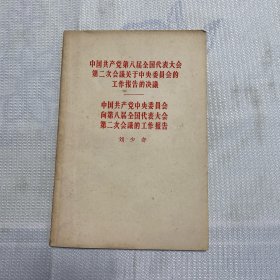 中国共产党第八届全国代表大会
第二次会议关于中央委员会的
工作报告的决议
中国共产党中央委员会
向第八届全国代表大会
第二次会议的工作报告
刘少奇